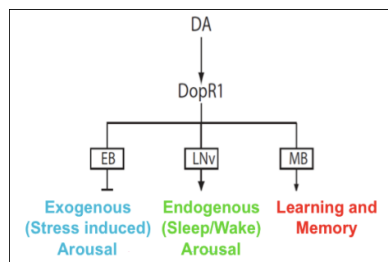 DA
DopR1
EB LNv MB
Exogenous Endogenous Learning and
(Stress induced) (Sleep/Wake) Memory
Arousal Arousal